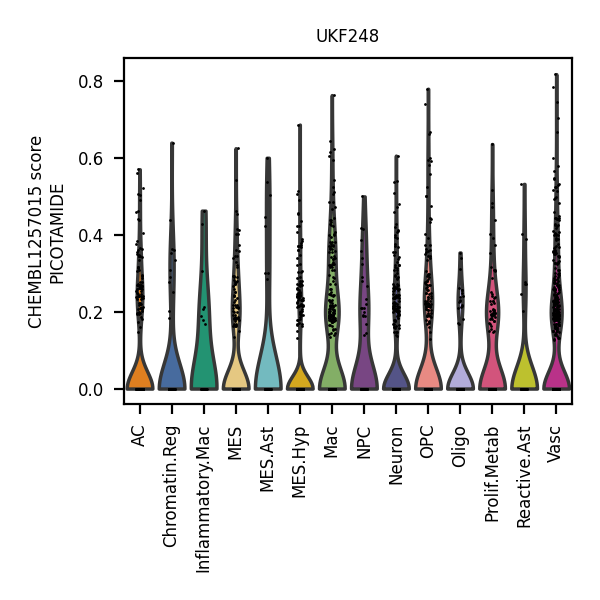 UKF248
CHEMBL1257015 score
PICOTAMIDE
0.8
0.6
0.4
0.2
0.0
AC
Chromatin.Reg
Inflammatory.Mac
MES
MES.Ast
MES.Hyp
Mac
NPC
Neuron
OPC
Oligo
Prolif.Metab
Reactive.Ast
Vasc